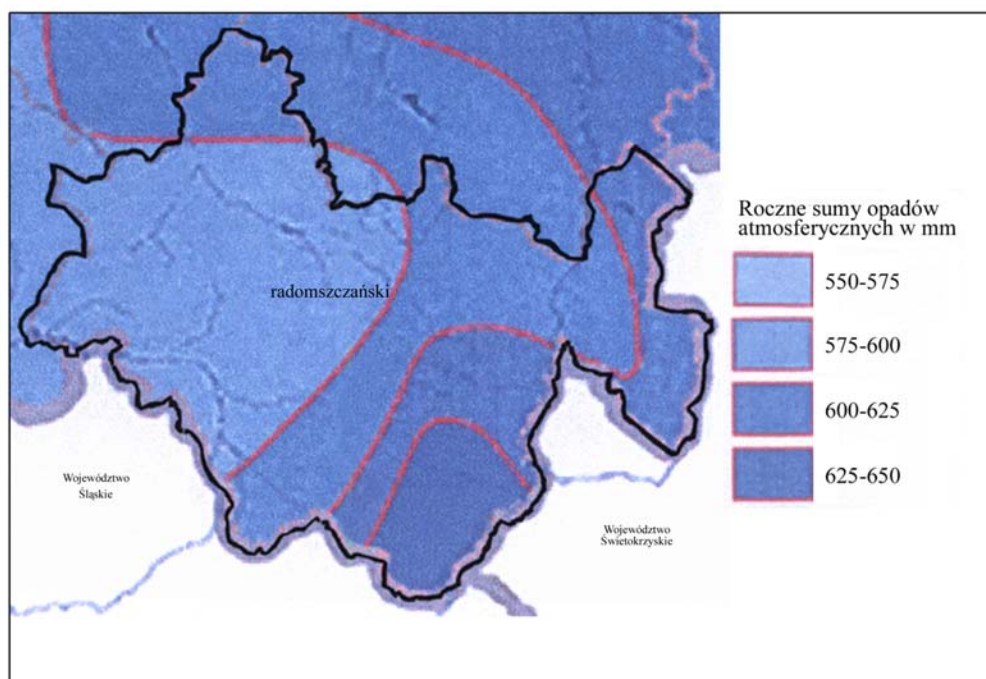 Roczne sumy opadów
atmosferycznych w mm
550-575
575-600
600-625
625-650
radomszczański
Województwo
Śląskie
Województwo
Świetokrzyskie